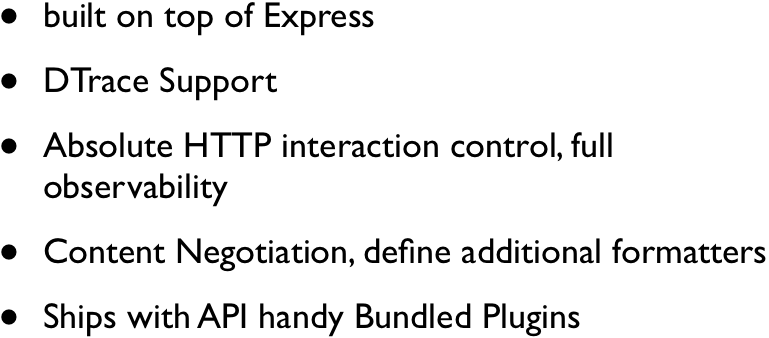 • built on top of Express
• DTrace Support
• Absolute HTTP interaction control, full
observability
• Content Negotiation, define additional formatters
• Ships with API handy Bundled Plugins